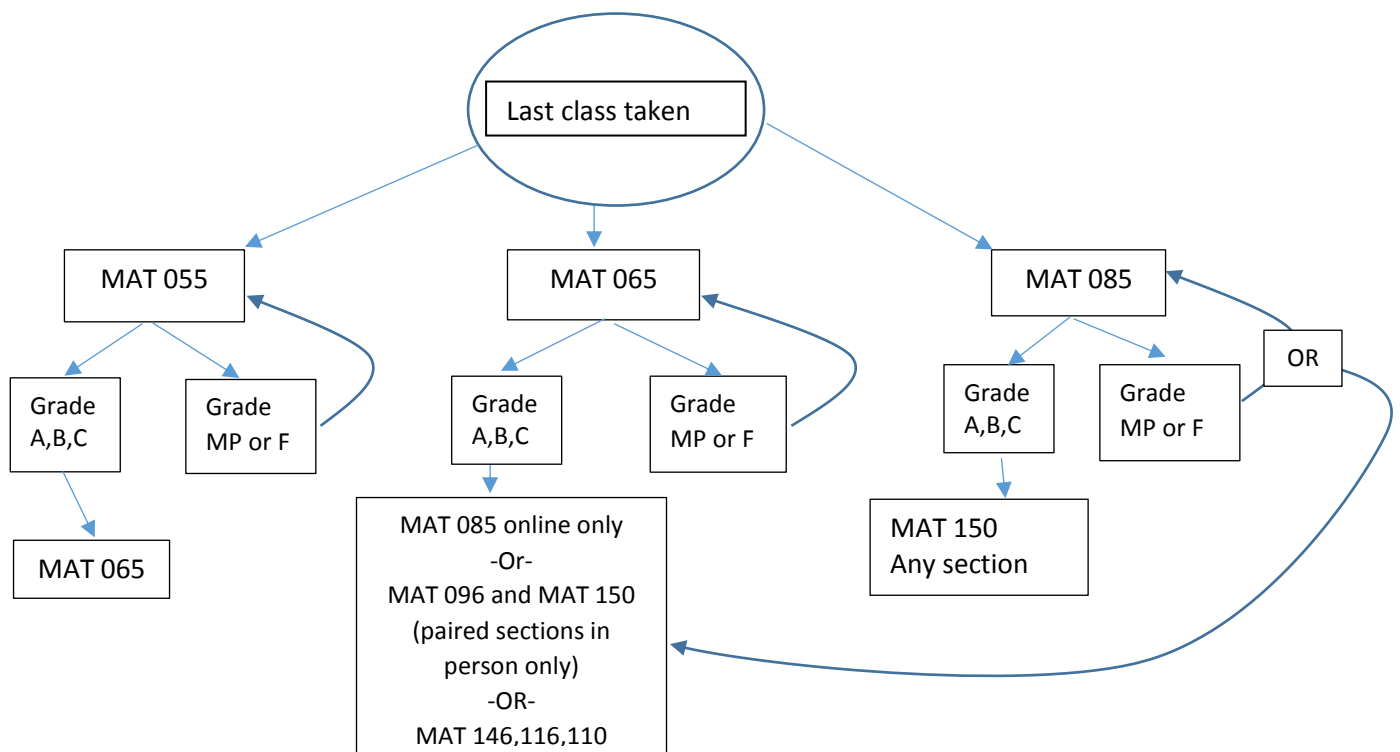 Last class taken
MAT 055
MAT 065
MAT 085
OR
Grade
A,B,C
Grade
MP or F
Grade
A,B,C
Grade
MP or F
Grade
A,B,C
Grade
MP or F
MAT 065
MAT 085 online only
-Or-
MAT 096 and MAT 150
(paired sections in
person only)
-OR-
MAT 146,116,110
MAT 150
Any section